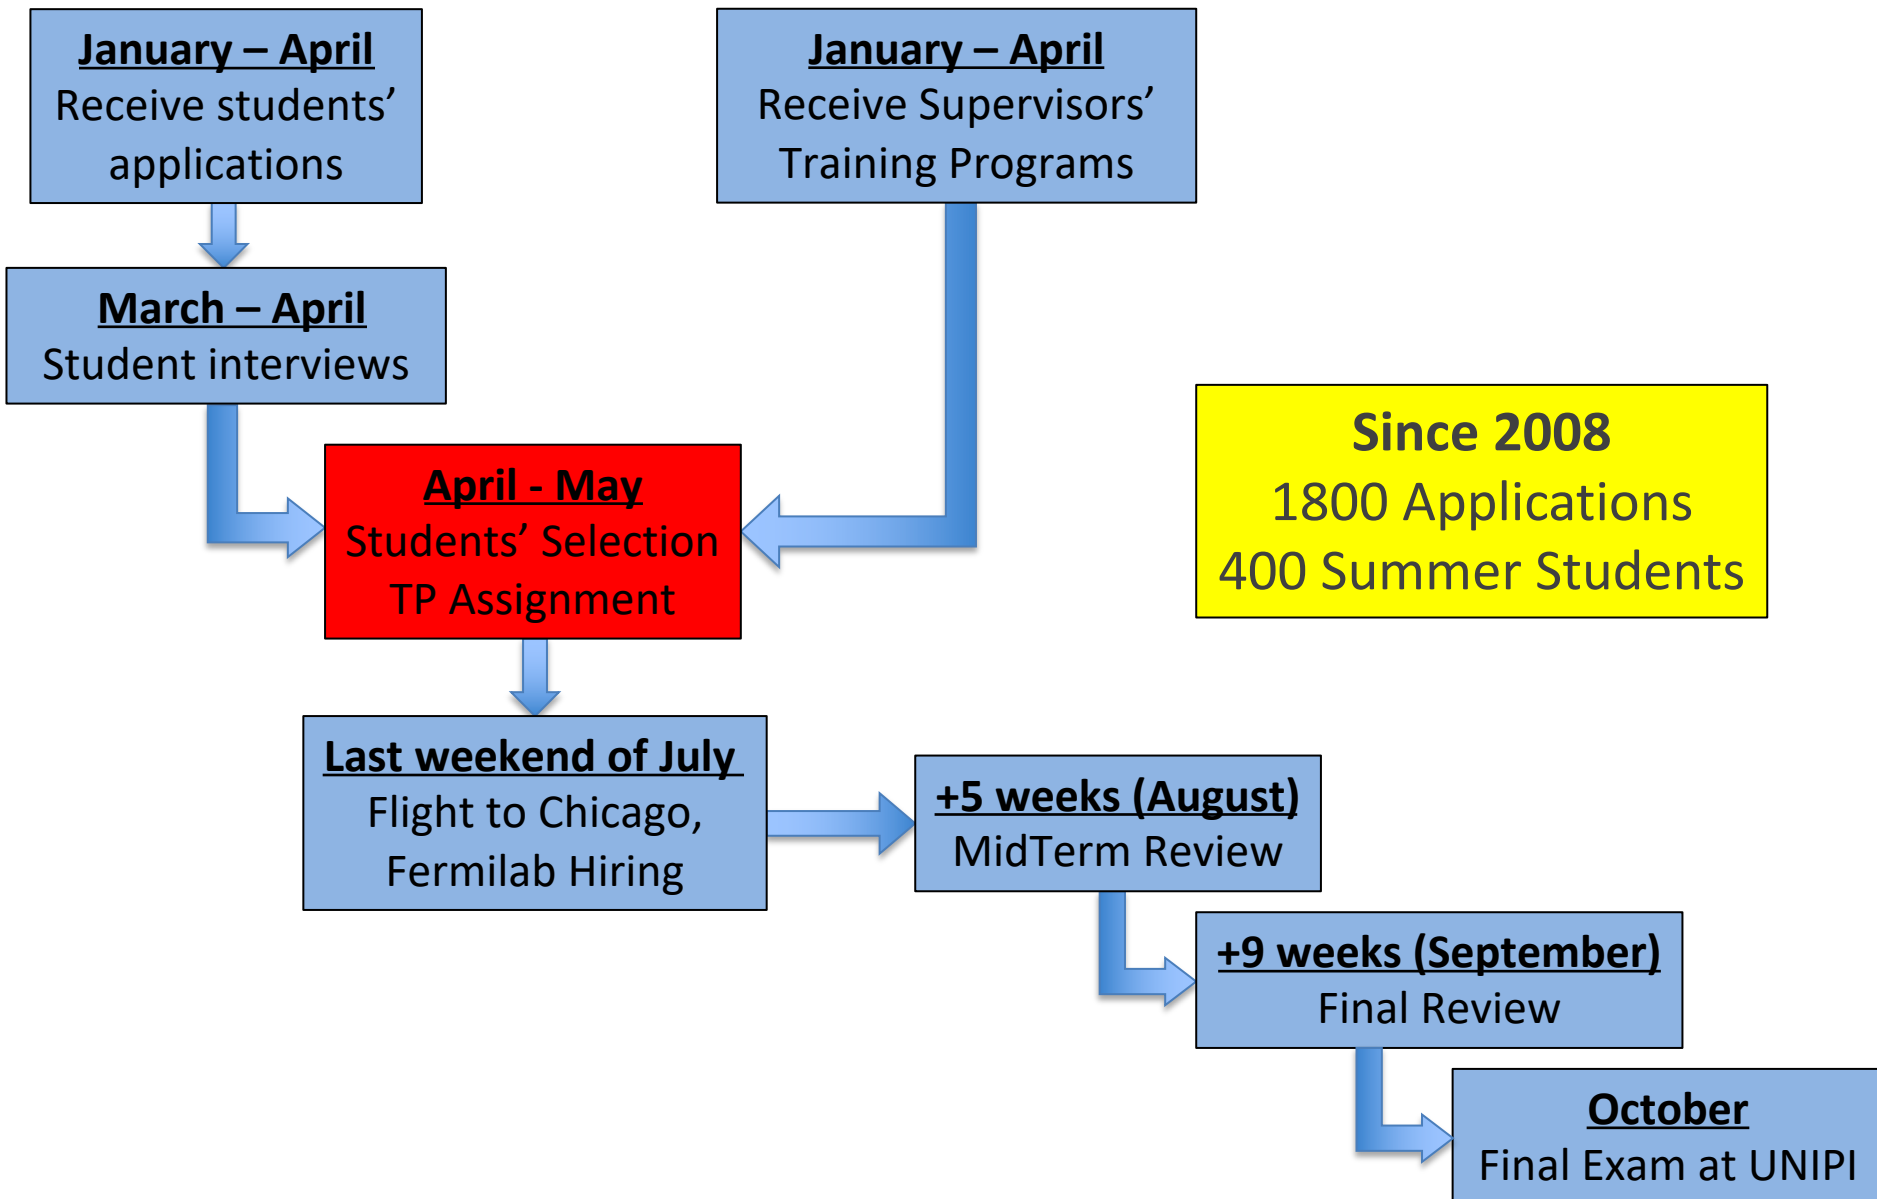 January – April
Receive students’
applications
January – April
Receive Supervisors’
Training Programs
March – April
Student interviews
Since 2008
1800 Applications
400 Summer Students
April - May
Students’ Selection
TP Assignment
Last weekend of July
Flight to Chicago,
Fermilab Hiring
+5 weeks (August)
MidTerm Review
+9 weeks (September)
Final Review
October
Final Exam at UNIPI